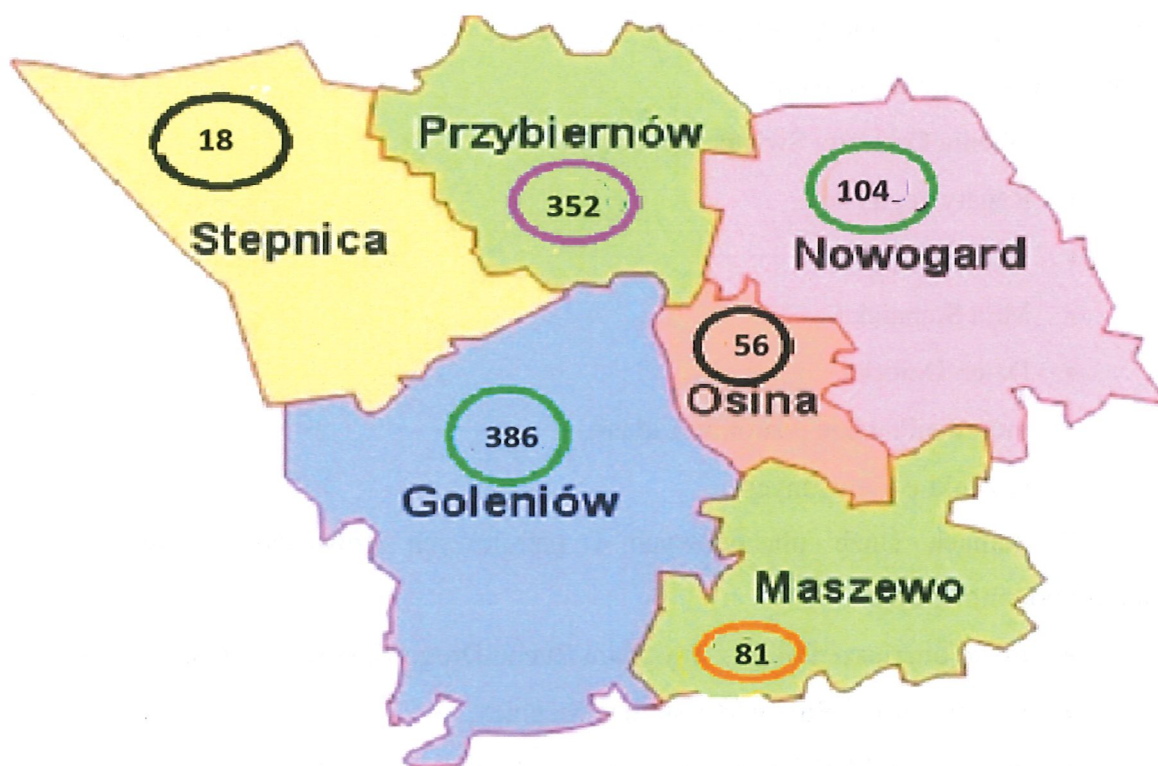 18
Stepnica
Przybiernów
352
104
Nowogard
56
Osina
386
Goleniów
Maszewo
81